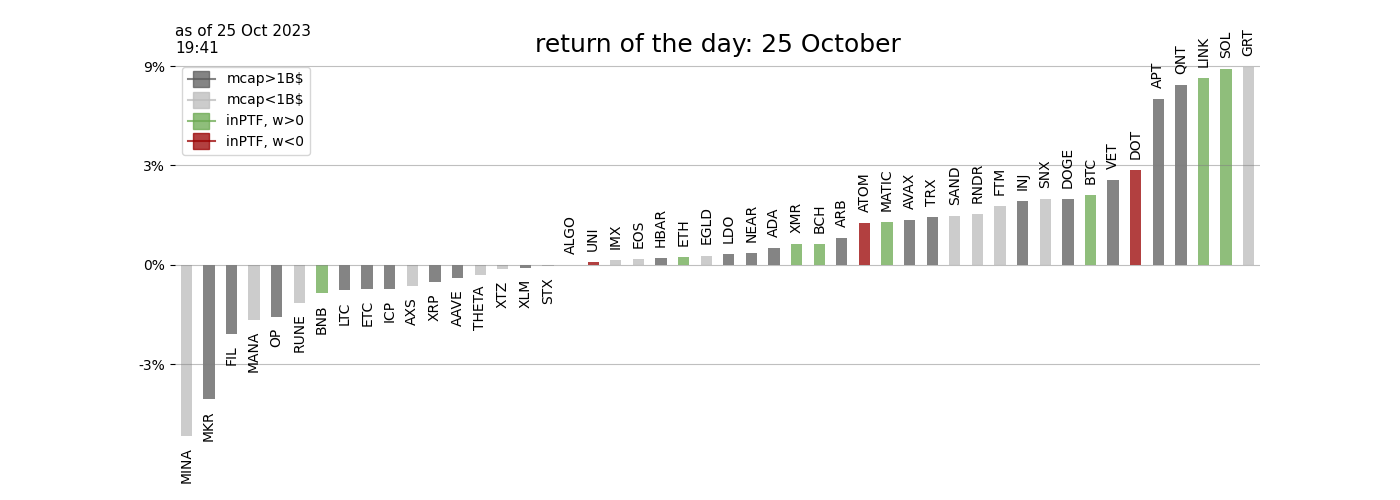 as of 25 Oct 2023
19:41
return of the day: 25 October
9%
3%
0%
-3%
mcap>1B$
mcap<1B$
inPTF, w>0
inPTF, w<0
MINA
MKR
FIL
MANA
OP
RUNE
BNB
LTC
ETC
ICP
AXS
XRP
AAVE
THETA
XTZ
XLM
STX
ALGO
UNI
IMX
EOS
HBAR
ETH
EGLD
LDO
NEAR
ADA
XMR
BCH
ARB
ATOM
MATIC
AVAX
TRX
SAND
RNDR
FTM
INJ
SNX
DOGE
BTC
VET
DOT
APT
QNT
LINK
SOL
GRT